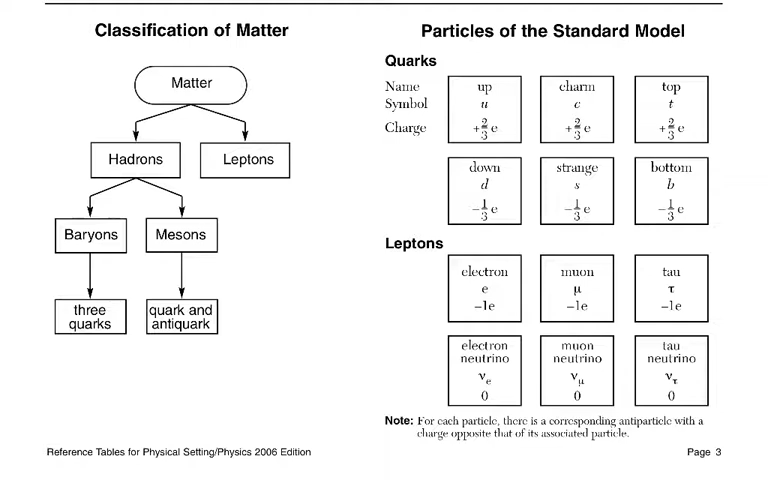 Classification of Matter
Matter
Hadrons
Leptons
Baryons
Mesons
three
quarks
quark and
antiquark
Particles of the Standard Model
Quarks
Name
Symbol
Charge
up
u
+2/3 e
charm
c
+2/3 e
top
t
+2/3 e
down
d
−1/3 e
strange
s
−1/3 e
bottom
b
−1/3 e
Leptons
electron
e
−1e
muon
μ
−1e
tau
τ
−1e
electron
neutrino
νe
0
muon
neutrino
νμ
0
tau
neutrino
ντ
0
Note: For each particle, there is a corresponding antiparticle with a
charge opposite that of its associated particle.
Reference Tables for Physical Setting/Physics 2006 Edition
Page 3